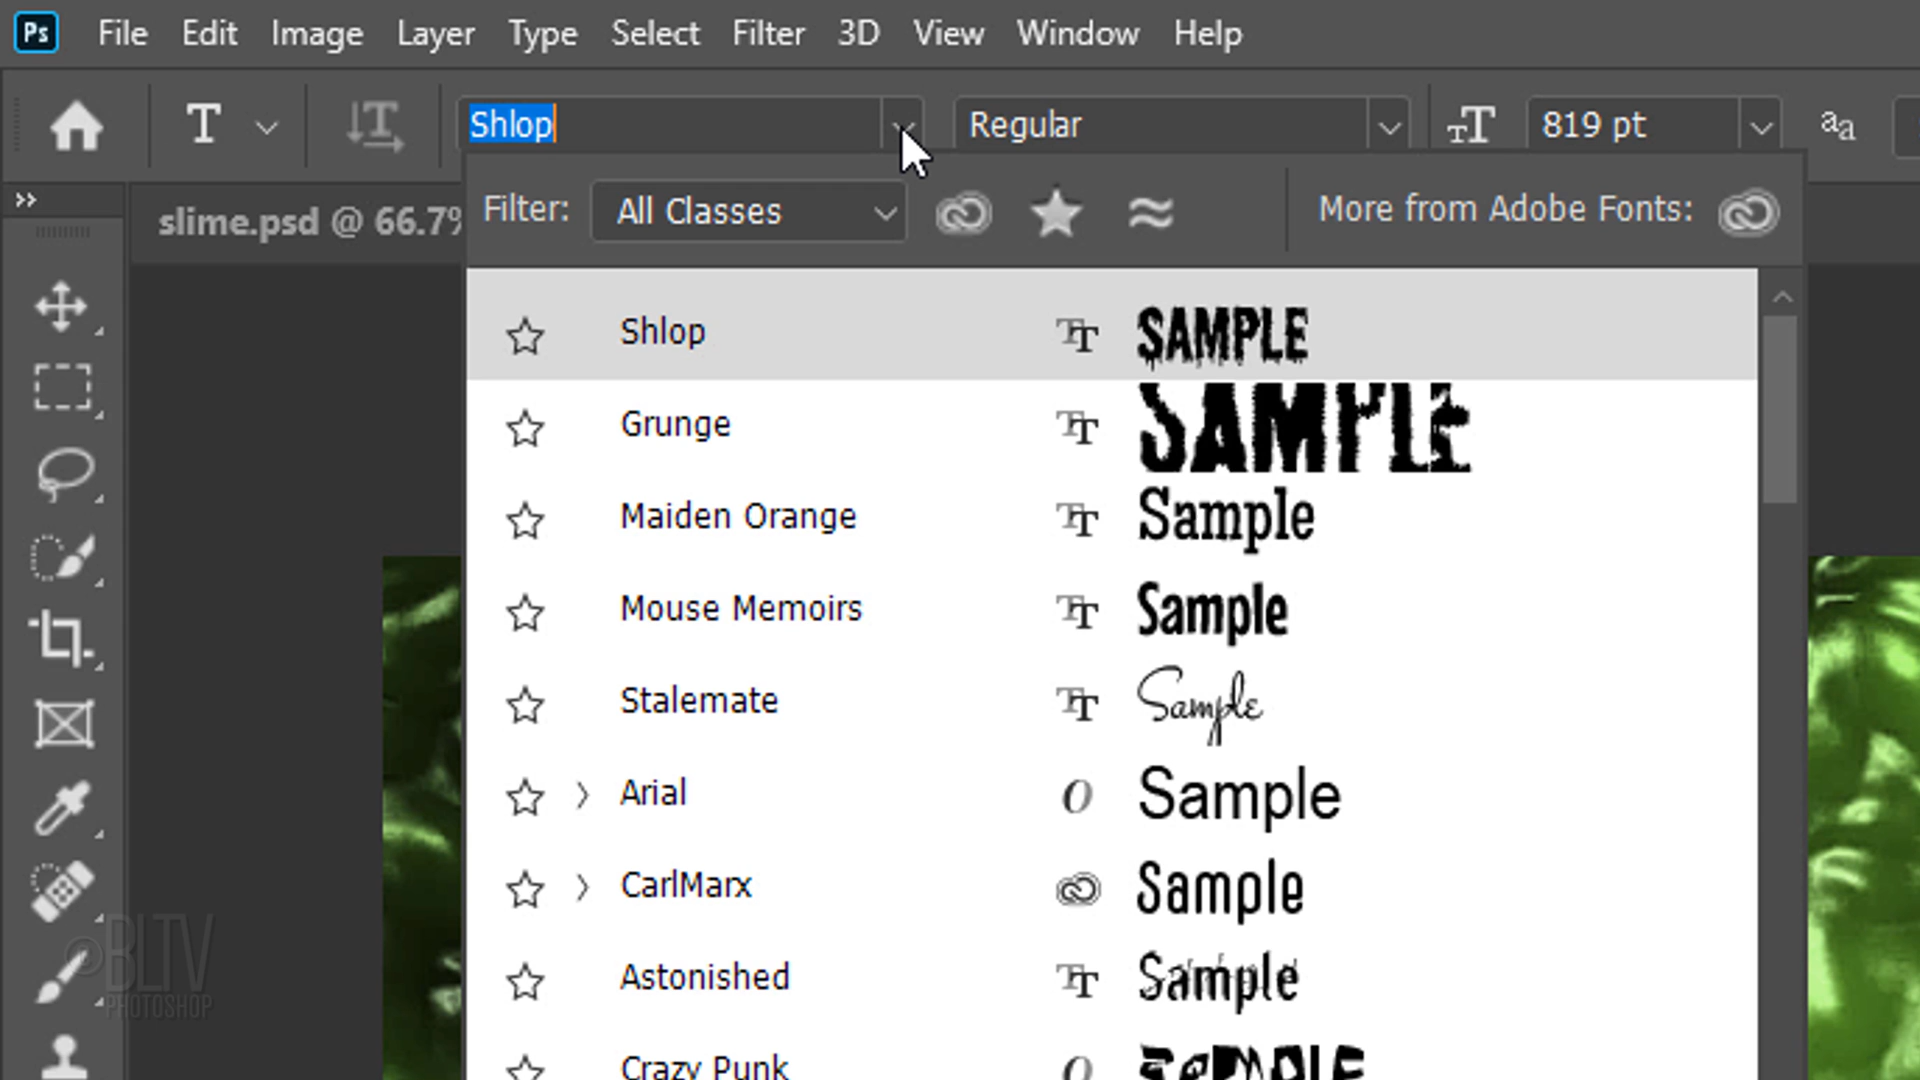 Ps File Edit Image Layer Type Select Filter 3D View Window Help
T Shlop Regular 819 pt
Filter: All Classes More from Adobe Fonts:
slime.psd @ 66.7%
Shlop SAMPLE
Grunge SAMPLE
Maiden Orange Sample
Mouse Memoirs Sample
Stalemate Sample
Arial Sample
CarlMarx Sample
Astonished Sample
Crazy Punk SAMPLE
©BLTV
PHOTOSHOP